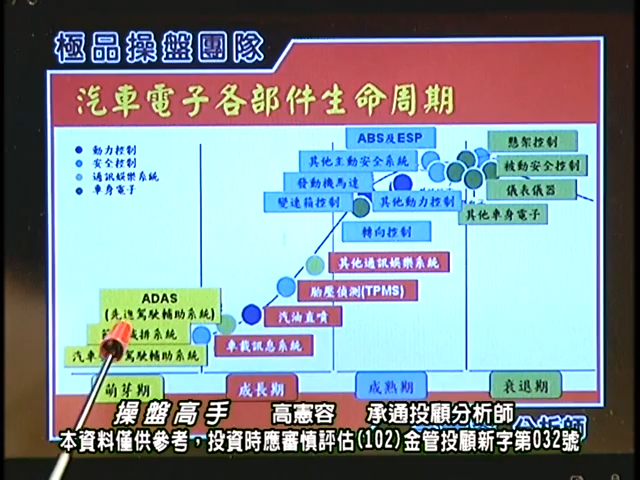 極品操盤團隊
汽車電子各部件生命周期
動力控制
安全控制
通訊娛樂系統
車身電子
ABS及ESP
其他主動安全系統
發動機馬達
變速箱控制
其他動力控制
轉向控制
懸架控制
被動安全控制
儀表儀器
其他車身電子
其他通訊娛樂系統
胎壓偵測(TPMS)
汽油直噴
車載訊息系統
ADAS
(先進駕駛輔助系統)
駕駛輔助系統
萌芽期
成長期
成熟期
衰退期
操盤高手 高憲容 承通投顧分析師
本資料僅供參考，投資時應審慎評估(102)金管投顧新字第032號